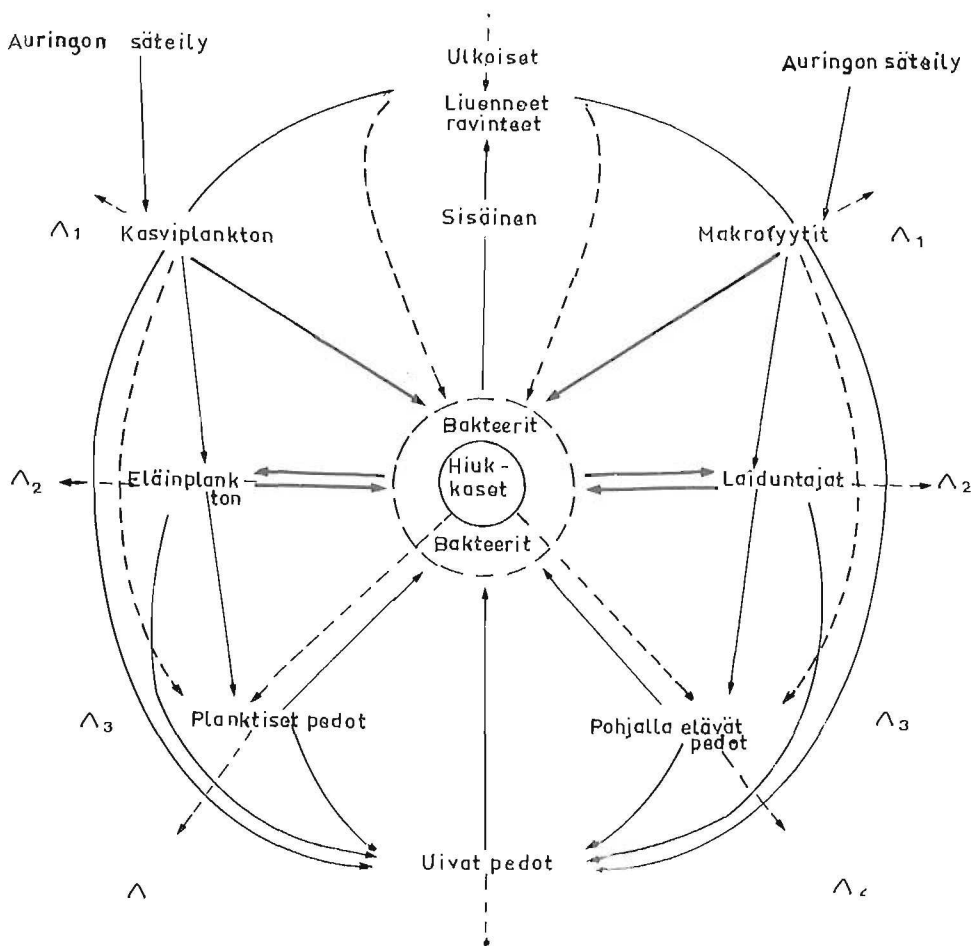 Auringon säteily
Ulkoiset
Auringon säteily
Liuenneet
ravinteet
Sisäinen
Λ1
Kasviplankton
Makrofyytit
Λ1
Bakteerit
Λ2
Eläinplank-
ton
Hiuk-
kaset
Laiduntajat
Λ2
Bakteerit
Λ3
Planktiset pedot
Pohjalla elävät
pedot
Λ3
Uivat pedot
Λ
Λ